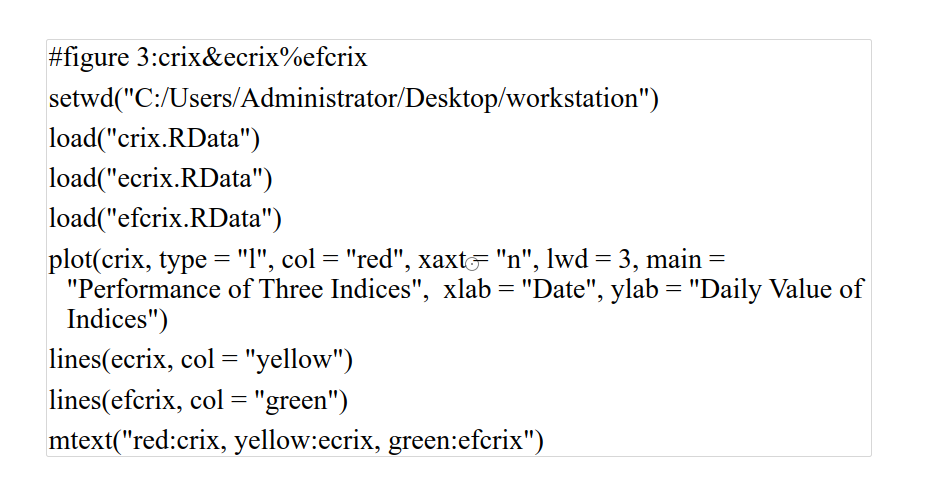 #figure 3:crix&ecrix%efcrix
setwd("C:/Users/Administrator/Desktop/workstation")
load("crix.RData")
load("ecrix.RData")
load("efcrix.RData")
plot(crix, type = "l", col = "red", xaxt = "n", lwd = 3, main =
"Performance of Three Indices",  xlab = "Date", ylab = "Daily Value of
Indices")
lines(ecrix, col = "yellow")
lines(efcrix, col = "green")
mtext("red:crix, yellow:ecrix, green:efcrix")